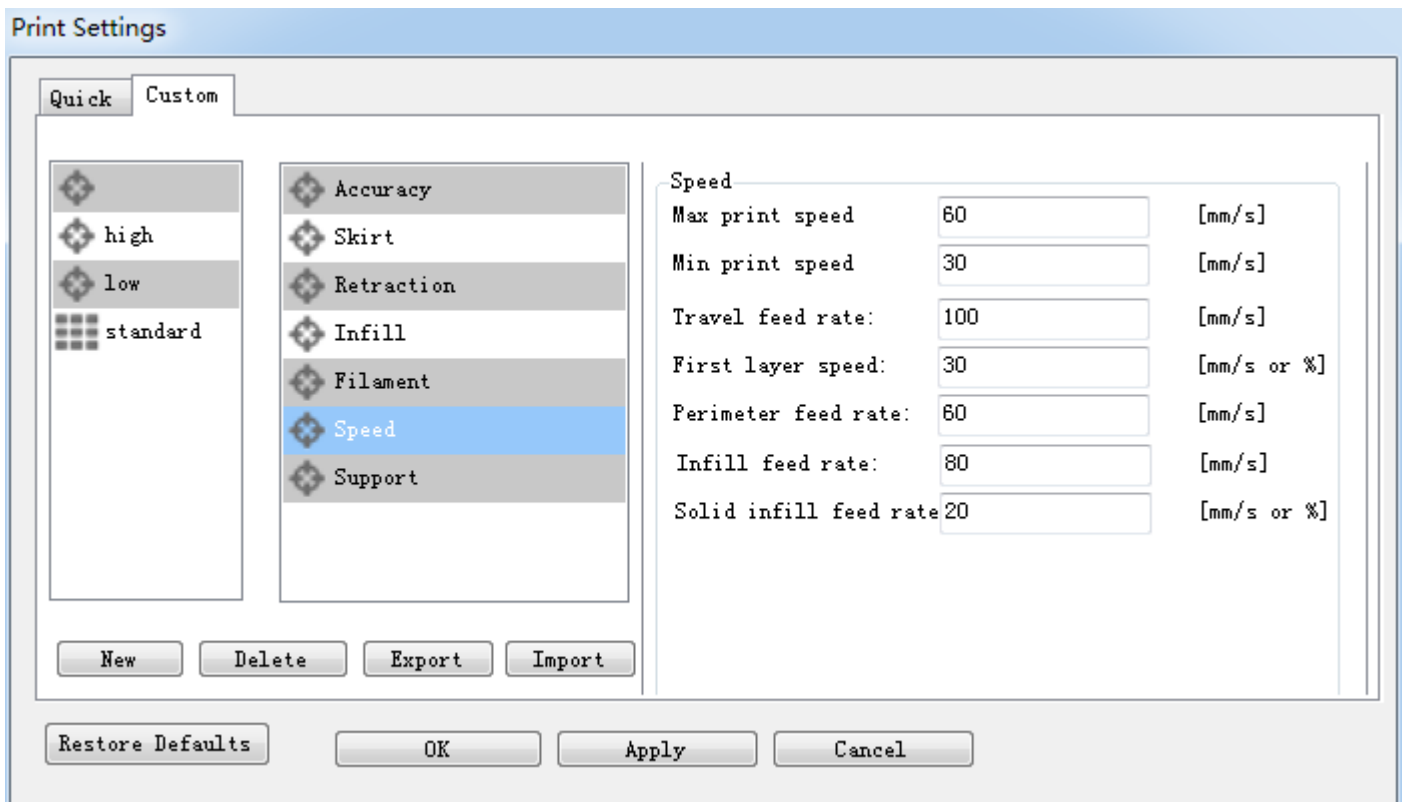 Print Settings
Quick
Custom
high
low
standard
Accuracy
Skirt
Retraction
Infill
Filament
Speed
Support
Speed
Max print speed 60 [mm/s]
Min print speed 30 [mm/s]
Travel feed rate: 100 [mm/s]
First layer speed: 30 [mm/s or %]
Perimeter feed rate: 60 [mm/s]
Infill feed rate: 80 [mm/s]
Solid infill feed rate 20 [mm/s or %]
New Delete Export Import
Restore Defaults OK Apply Cancel